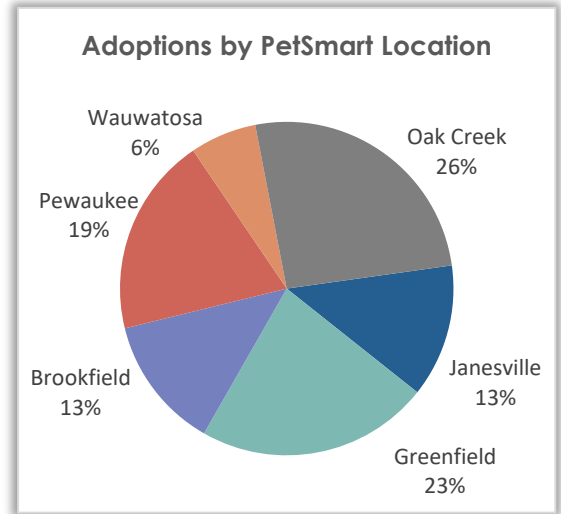 Adoptions by PetSmart Location
Wauwatosa
6%
Oak Creek
26%
Pewaukee
19%
Janesville
13%
Brookfield
13%
Greenfield
23%